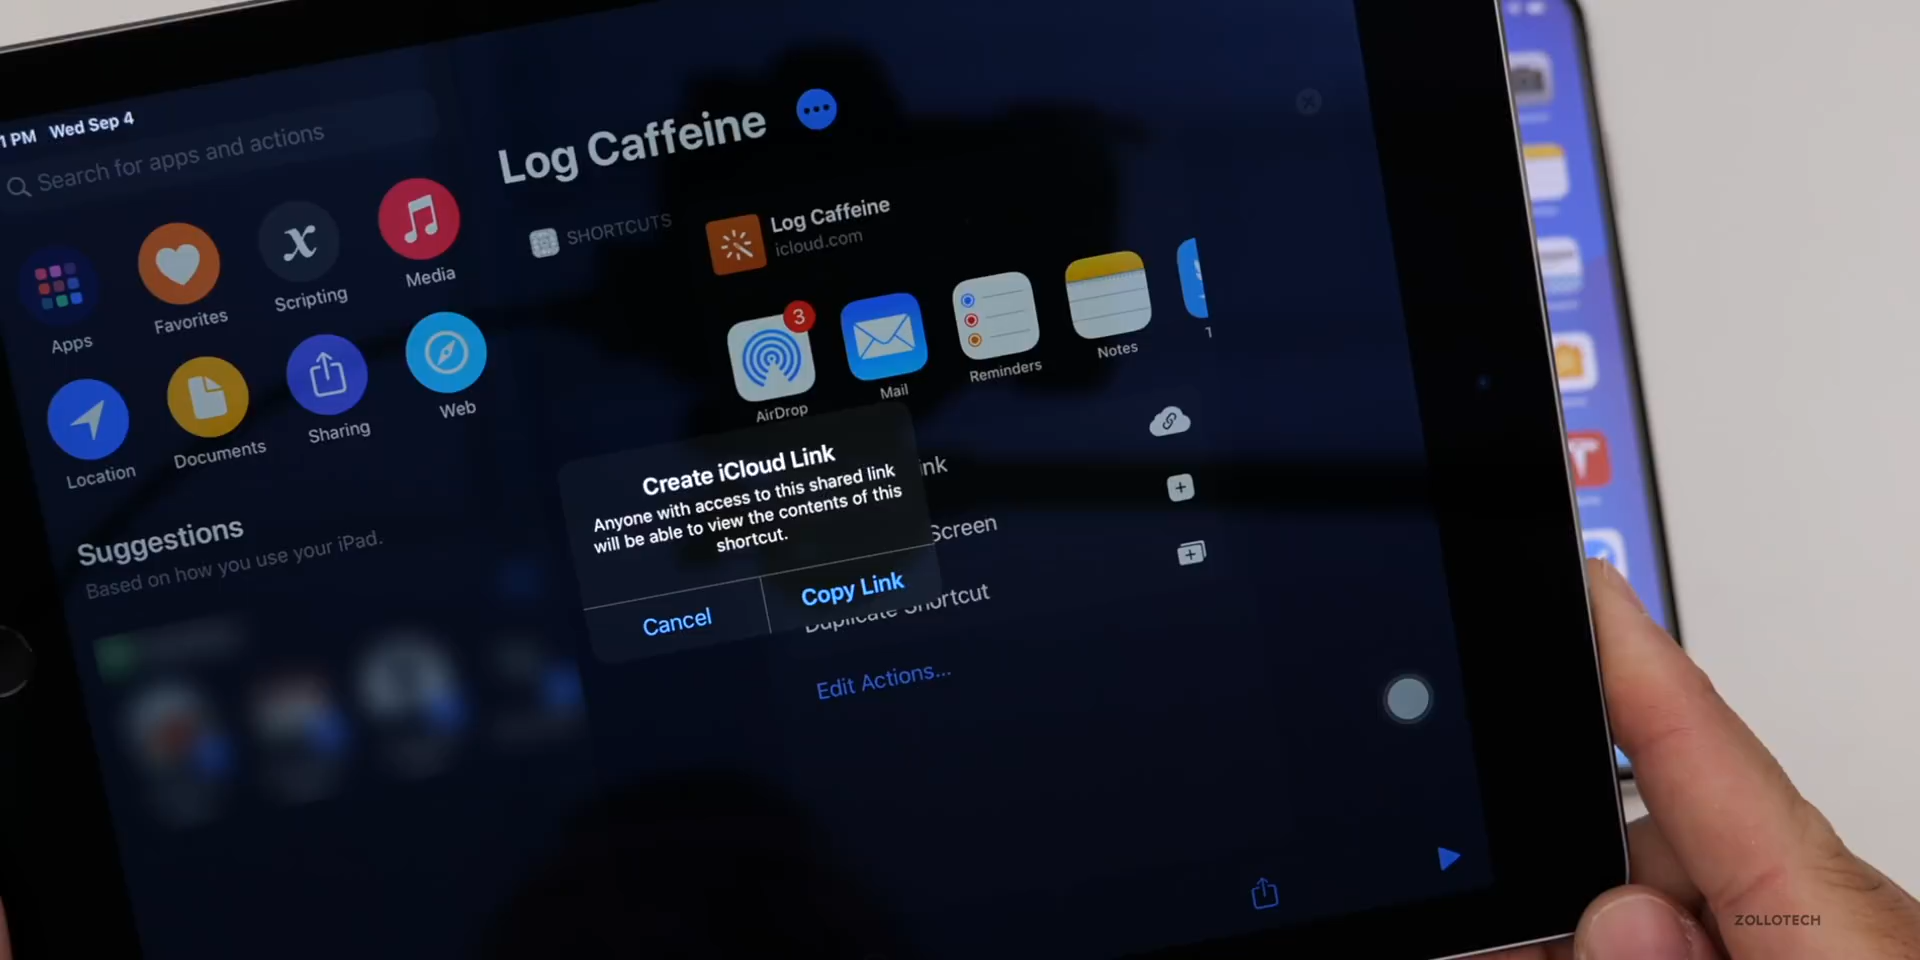 1 PM Wed Sep 4
Search for apps and actions
Apps
Favorites
Scripting
Media
Location
Documents
Sharing
Web
Suggestions
Based on how you use your iPad.
Log Caffeine
SHORTCUTS
Log Caffeine
icloud.com
3
AirDrop
Mail
Reminders
Notes
T
Create iCloud Link
Anyone with access to this shared link
will be able to view the contents of this
shortcut.
Cancel
Copy Link
ink
Screen
Duplicate Shortcut
Edit Actions...
ZOLLOTECH